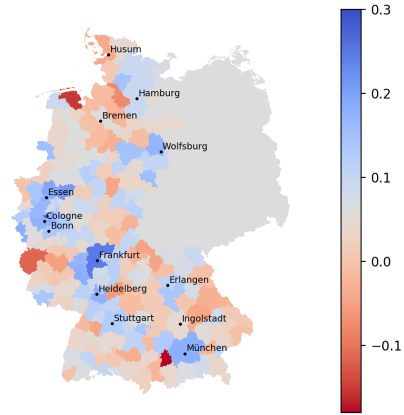 0.3
Husum
0.2
Hamburg
Bremen
Wolfsburg
0.1
Essen
Cologne
Bonn
Frankfurt
0.0
Erlangen
Heidelberg
Stuttgart
Ingolstadt
−0.1
München